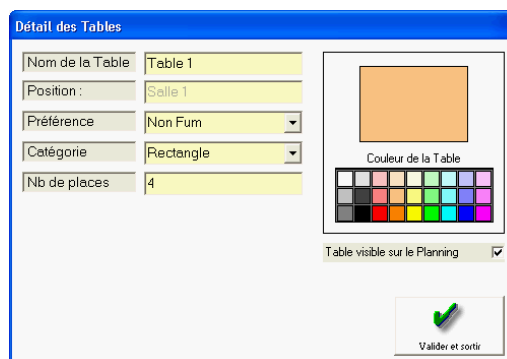 Détail des Tables
Nom de la Table Table 1
Position : Salle 1
Préférence Non Fum
Catégorie Rectangle
Nb de places 4
Couleur de la Table
Table visible sur le Planning
Valider et sortir